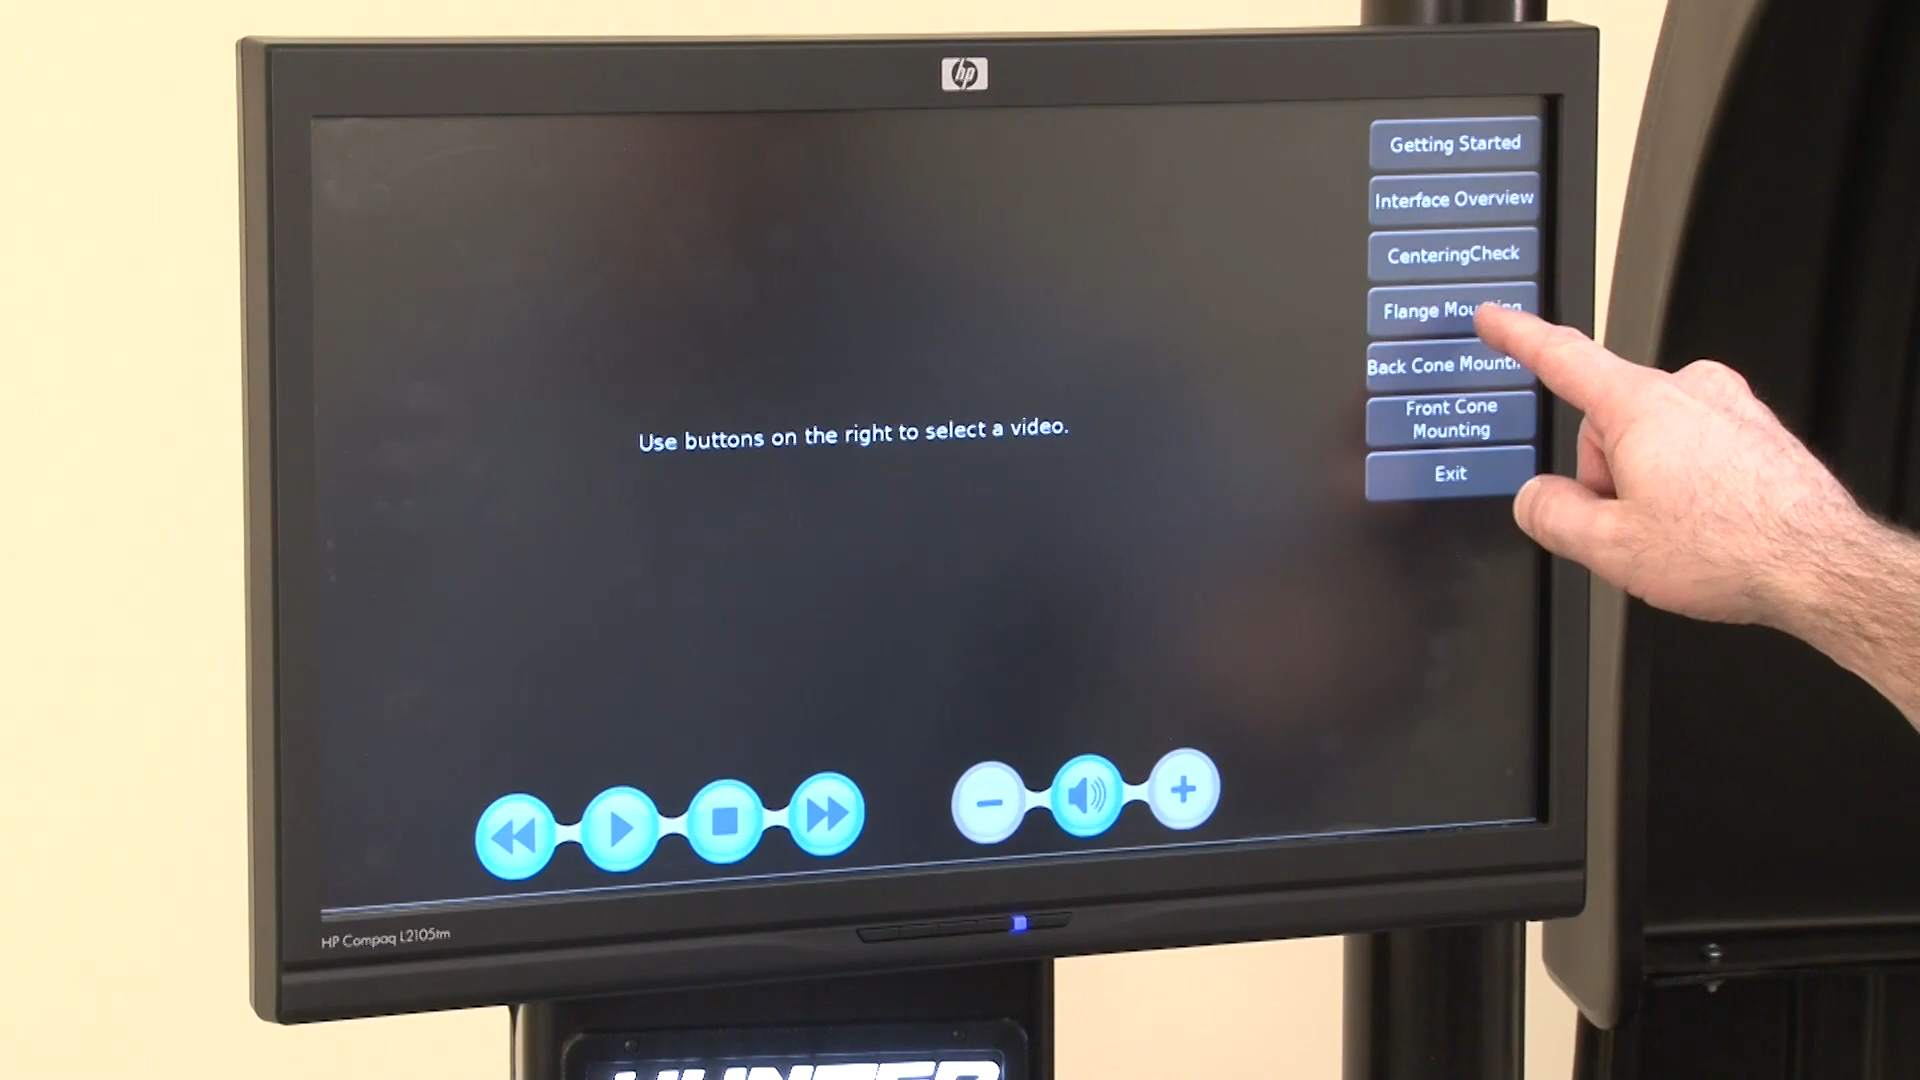 hp
Getting Started
Interface Overview
CenteringCheck
Flange Mounting
Back Cone
Front Cone
Mounting
Exit
Use buttons on the right to select a video.
HP Compaq L2105tm
HUNTER